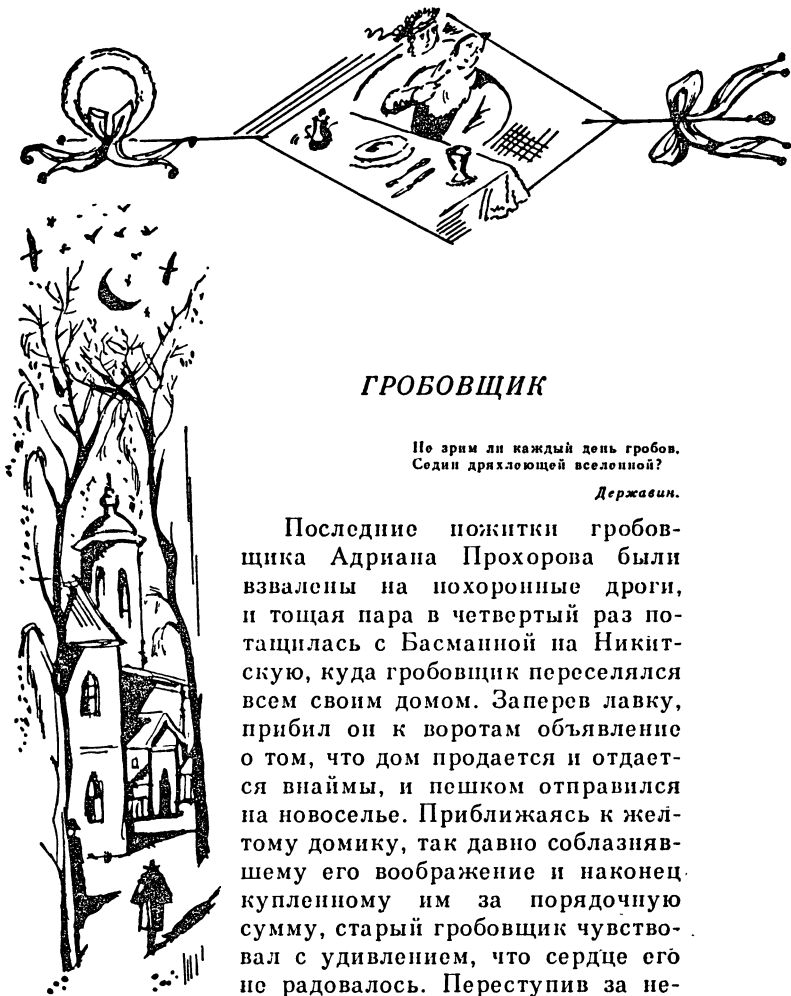 ГРОБОВЩИК
Не зрим ли каждый день гробов,
Седин дряхлеющей вселенной?
Державин.
Последние пожитки гробов-
щика Адриана Прохорова были
взвалены на похоронные дроги,
и тощая пара в четвертый раз по-
тащилась с Басманной на Никит-
скую, куда гробовщик переселялся
всем своим домом. Заперев лавку,
прибил он к воротам объявление
о том, что дом продается и отдает-
ся внаймы, и пешком отправился
на новоселье. Приближаясь к жел-
тому домику, так давно соблазняв-
шему его воображение и наконец
купленному им за порядочную
сумму, старый гробовщик чувство-
вал с удивлением, что сердце его
не радовалось. Переступив за не-